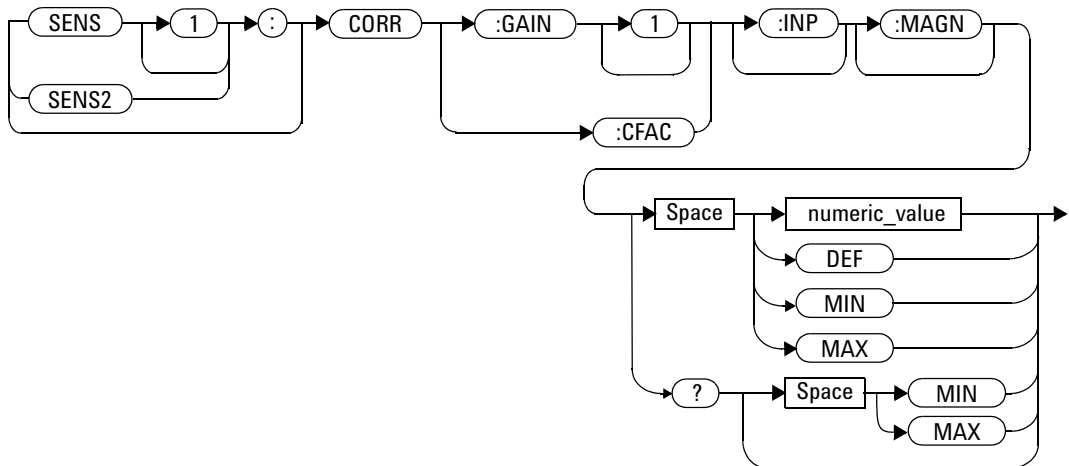 SENS 1 : CORR :GAIN 1 :INP :MAGN
SENS2
:CFAC
Space numeric_value
DEF
MIN
MAX
? Space MIN
MAX